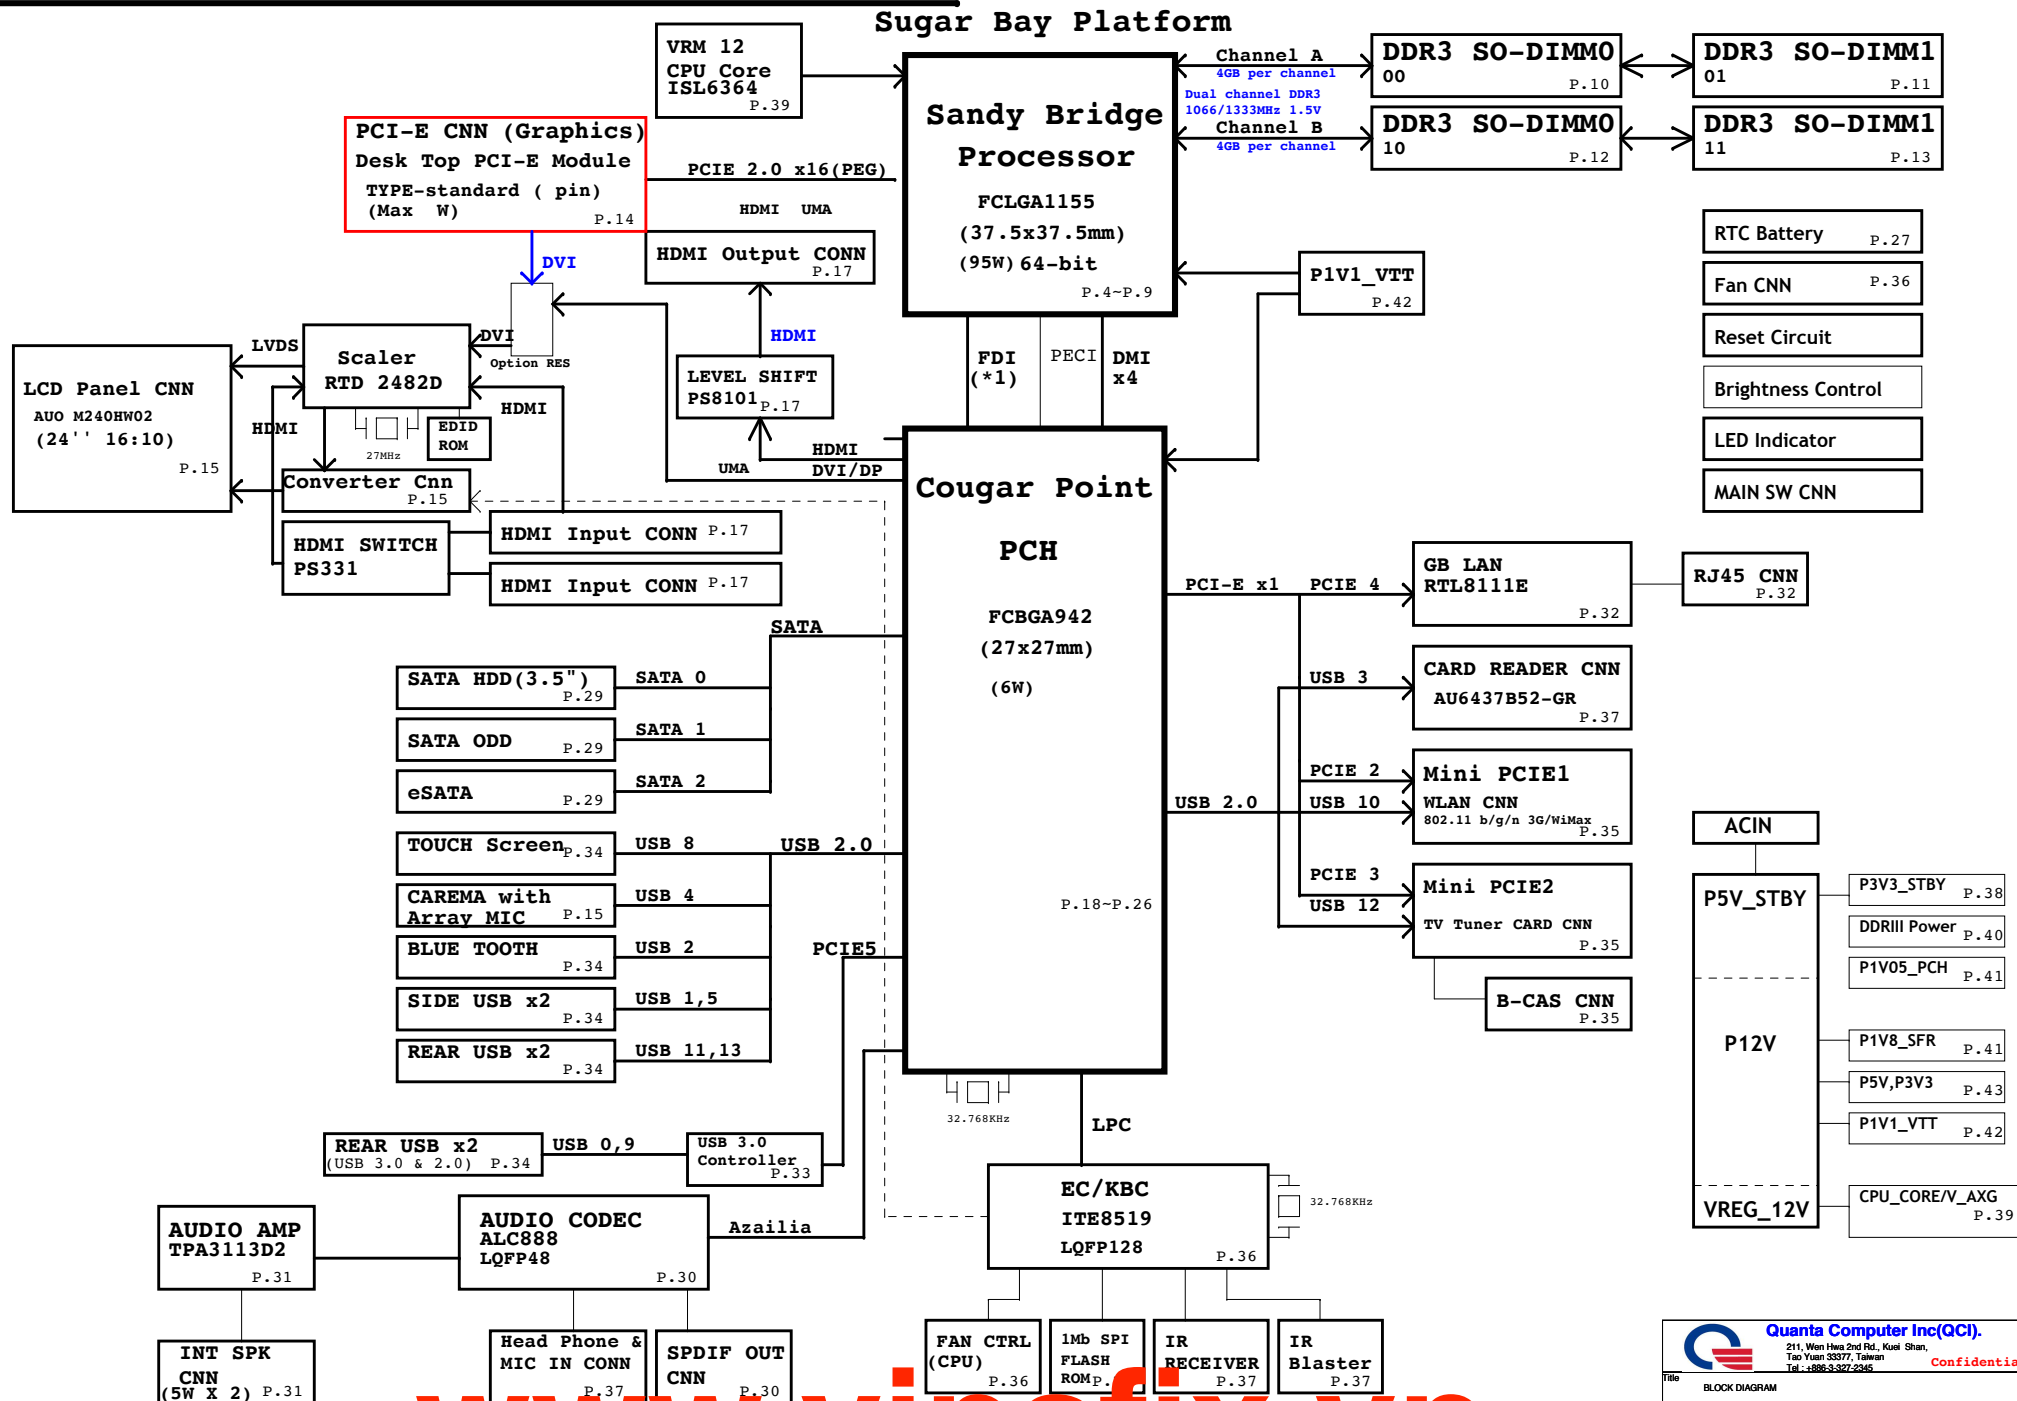 Sugar Bay Platform
VRM 12
CPU Core
ISL6364
P.39
PCI-E CNN (Graphics)
Desk Top PCI-E Module
TYPE-standard ( pin)
(Max W)
P.14
PCIE 2.0 x16(PEG)
HDMI UMA
HDMI Output CONN
P.17
Sandy Bridge
Processor
FCLGA1155
(37.5x37.5mm)
(95W) 64-bit
P.4~P.9
Channel A
4GB per channel
Dual channel DDR3
1066/1333MHz 1.5V
Channel B
4GB per channel
DDR3 SO-DIMM0
00
P.10
DDR3 SO-DIMM1
01
P.11
DDR3 SO-DIMM0
10
P.12
DDR3 SO-DIMM1
11
P.13
P1V1_VTT
P.42
RTC Battery P.27
Fan CNN P.36
Reset Circuit
Brightness Control
LED Indicator
MAIN SW CNN
DVI
DVI
Option RES
HDMI
LEVEL SHIFT
PS8101
P.17
FDI
(*1)
PECI
DMI
x4
LVDS
Scaler
RTD 2482D
LCD Panel CNN
AUO M240HW02
(24'' 16:10)
P.15
HDMI
27MHz
EDID
ROM
HDMI
Converter Cnn
P.15
HDMI SWITCH
PS331
HDMI Input CONN P.17
HDMI Input CONN P.17
HDMI
UMA
DVI/DP
Cougar Point
PCH
FCBGA942
(27x27mm)
(6W)
P.18~P.26
SATA
SATA HDD(3.5")
P.29
SATA 0
SATA ODD
P.29
SATA 1
eSATA
P.29
SATA 2
TOUCH Screen
P.34
USB 8
USB 2.0
CAREMA with
Array MIC
P.15
USB 4
BLUE TOOTH
P.34
USB 2
PCIE5
SIDE USB x2
P.34
USB 1,5
REAR USB x2
P.34
USB 11,13
PCI-E x1
PCIE 4
GB LAN
RTL8111E
P.32
RJ45 CNN
P.32
USB 3
CARD READER CNN
AU6437B52-GR
P.37
PCIE 2
USB 2.0
USB 10
Mini PCIE1
WLAN CNN
802.11 b/g/n 3G/WiMax
P.35
PCIE 3
USB 12
Mini PCIE2
TV Tuner CARD CNN
P.35
B-CAS CNN
P.35
ACIN
P5V_STBY
P12V
VREG_12V
P3V3_STBY P.38
DDRIII Power P.40
P1V05_PCH P.41
P1V8_SFR P.41
P5V,P3V3 P.43
P1V1_VTT P.42
CPU_CORE/V_AXG
P.39
32.768KHz
LPC
REAR USB x2
(USB 3.0 & 2.0) P.34
USB 0,9
USB 3.0
Controller
P.33
AUDIO AMP
TPA3113D2
P.31
AUDIO CODEC
ALC888
LQFP48
P.30
Azailia
EC/KBC
ITE8519
LQFP128
P.36
32.768KHz
INT SPK
CNN
(5W X 2) P.31
Head Phone &
MIC IN CONN
P.37
SPDIF OUT
CNN
P.30
FAN CTRL
(CPU)
P.36
1Mb SPI
FLASH
ROM P.
IR
RECEIVER
P.37
IR
Blaster
P.37
Quanta Computer Inc(QCI).
211, Wen Hwa 2nd Rd., Kuei Shan,
Tao Yuan 33377, Taiwan
Tel : +886-3-327-2345
Confidentia
Title
BLOCK DIAGRAM